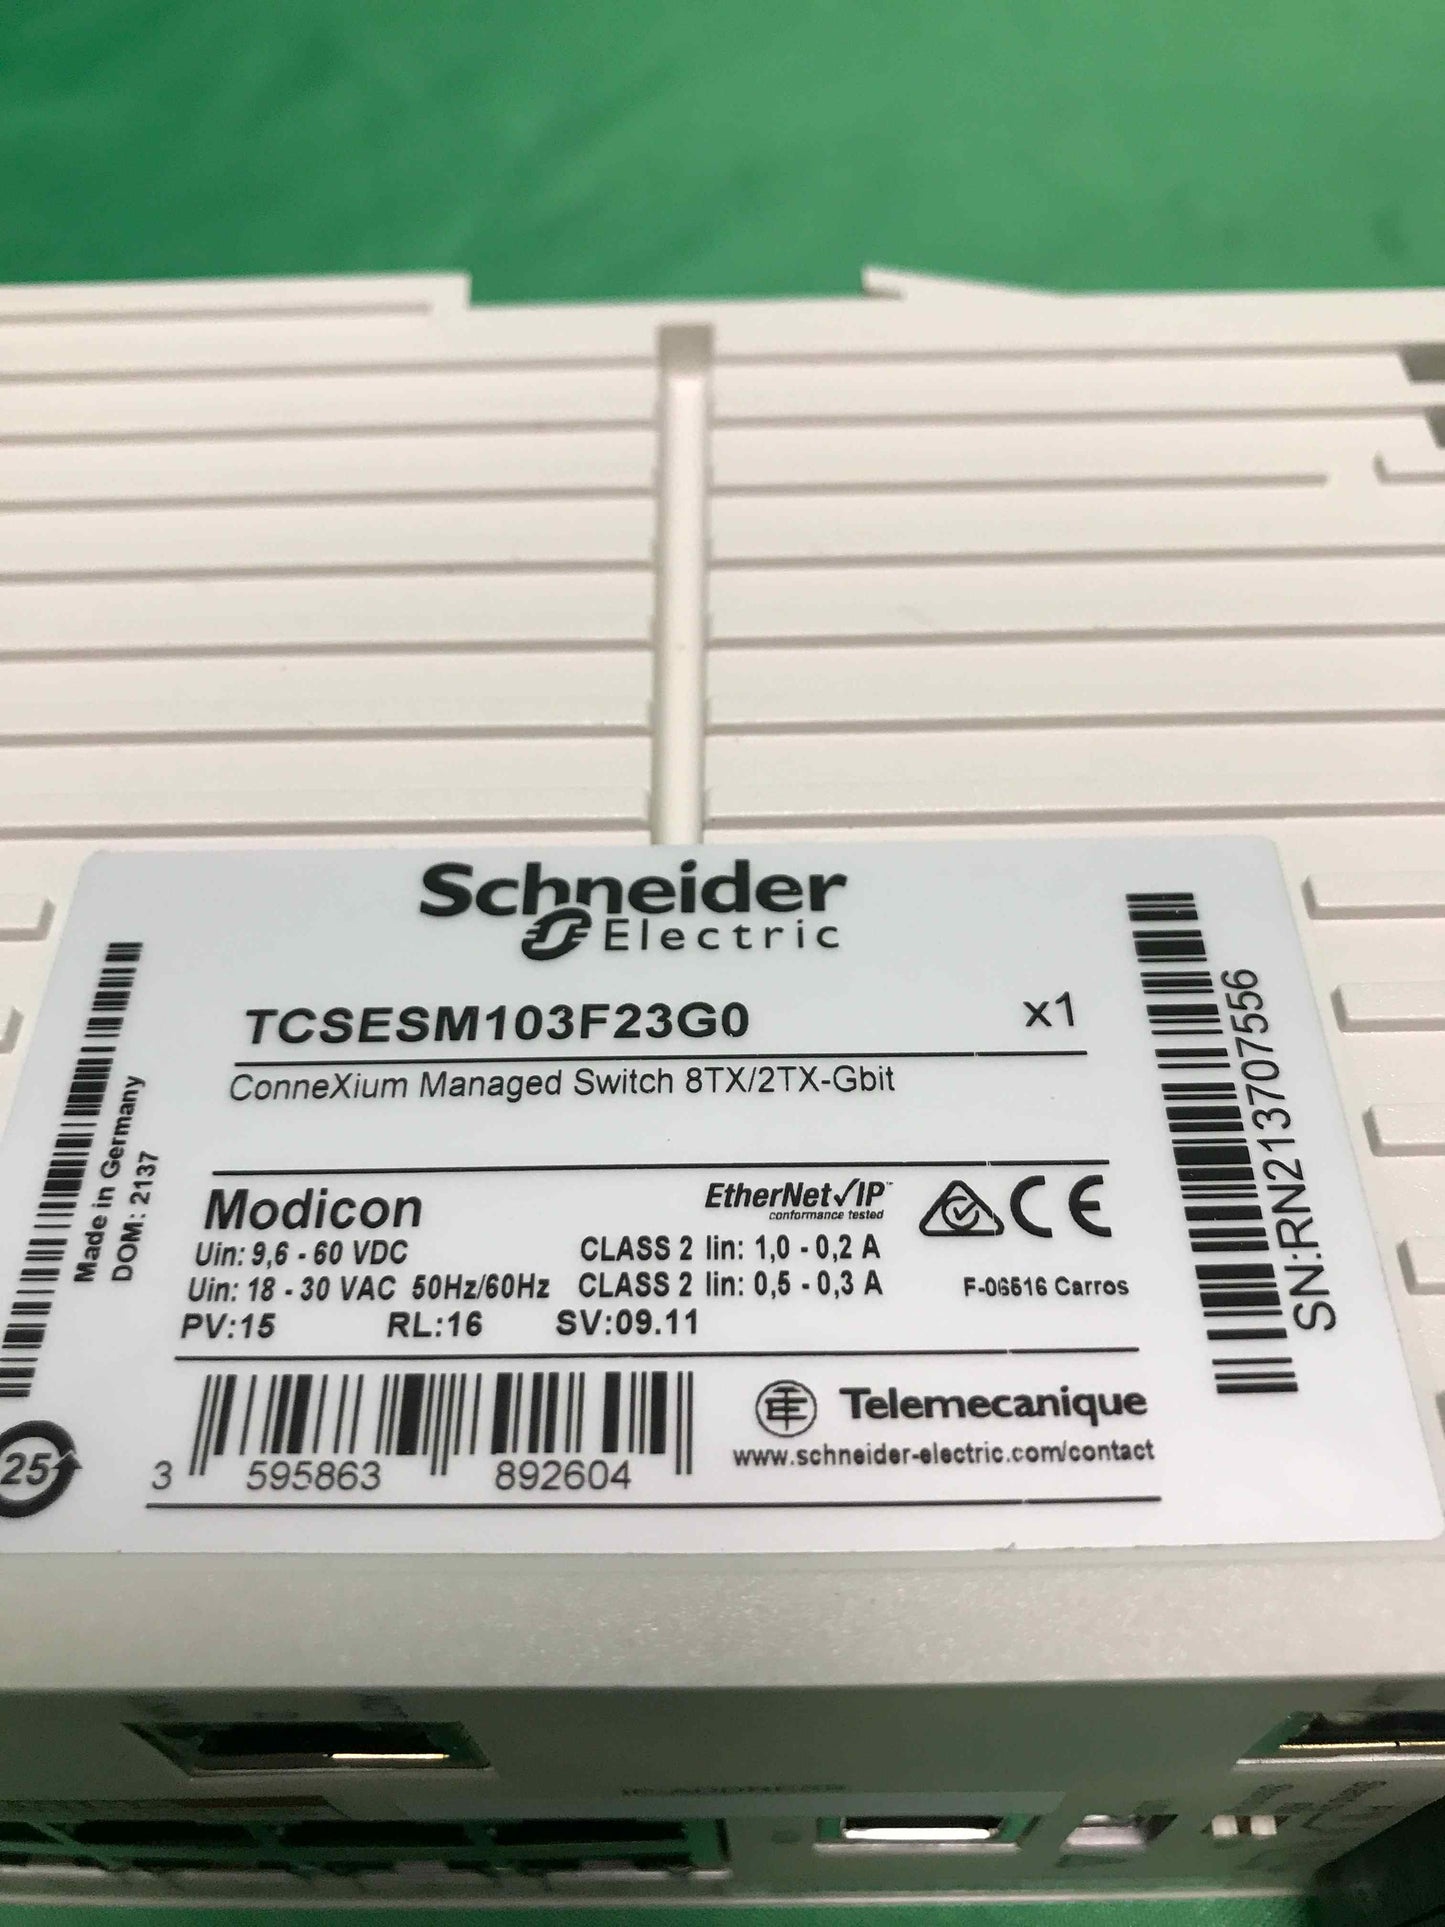 Schneider
Electric
TCSESM103F23G0 x1
ConneXium Managed Switch 8TX/2TX-Gbit
Modicon
EtherNet/IP
conformance tested
CE
Uin: 9,6 - 60 VDC CLASS 2 Iin: 1,0 - 0,2 A
Uin: 18 - 30 VAC 50Hz/60Hz CLASS 2 Iin: 0,5 - 0,3 A
F-06516 Carros
PV:15 RL:16 SV:09.11
3 595863 892604
Telemecanique
www.schneider-electric.com/contact
Made in Germany
DOM: 2137
25
SN:RN2137077556
IP-ADDRESS